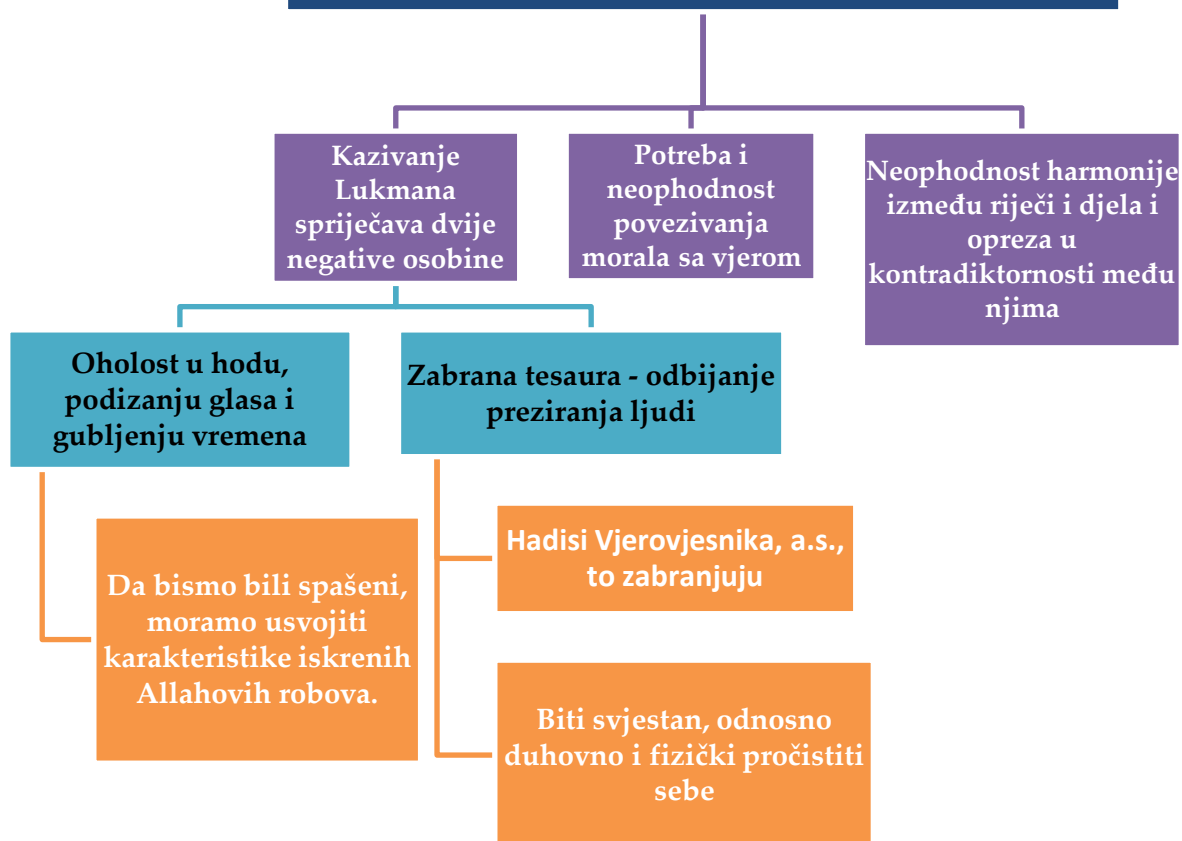 Kazivanje
Lukmana
spriječava dvije
negative osobine
Potreba i
neophodnost
povezivanja
morala sa vjerom
Neophodnost harmonije
između riječi i djela i
opreza u
kontradiktornosti među
njima
Oholost u hodu,
podizanju glasa i
gubljenju vremena
Zabrana tesaura - odbijanje
preziranja ljudi
Da bismo bili spašeni,
moramo usvojiti
karakteristike iskrenih
Allahovih robova.
Hadisi Vjerovjesnika, a.s.,
to zabranjuju
Biti svjestan, odnosno
duhovno i fizički pročistiti
sebe